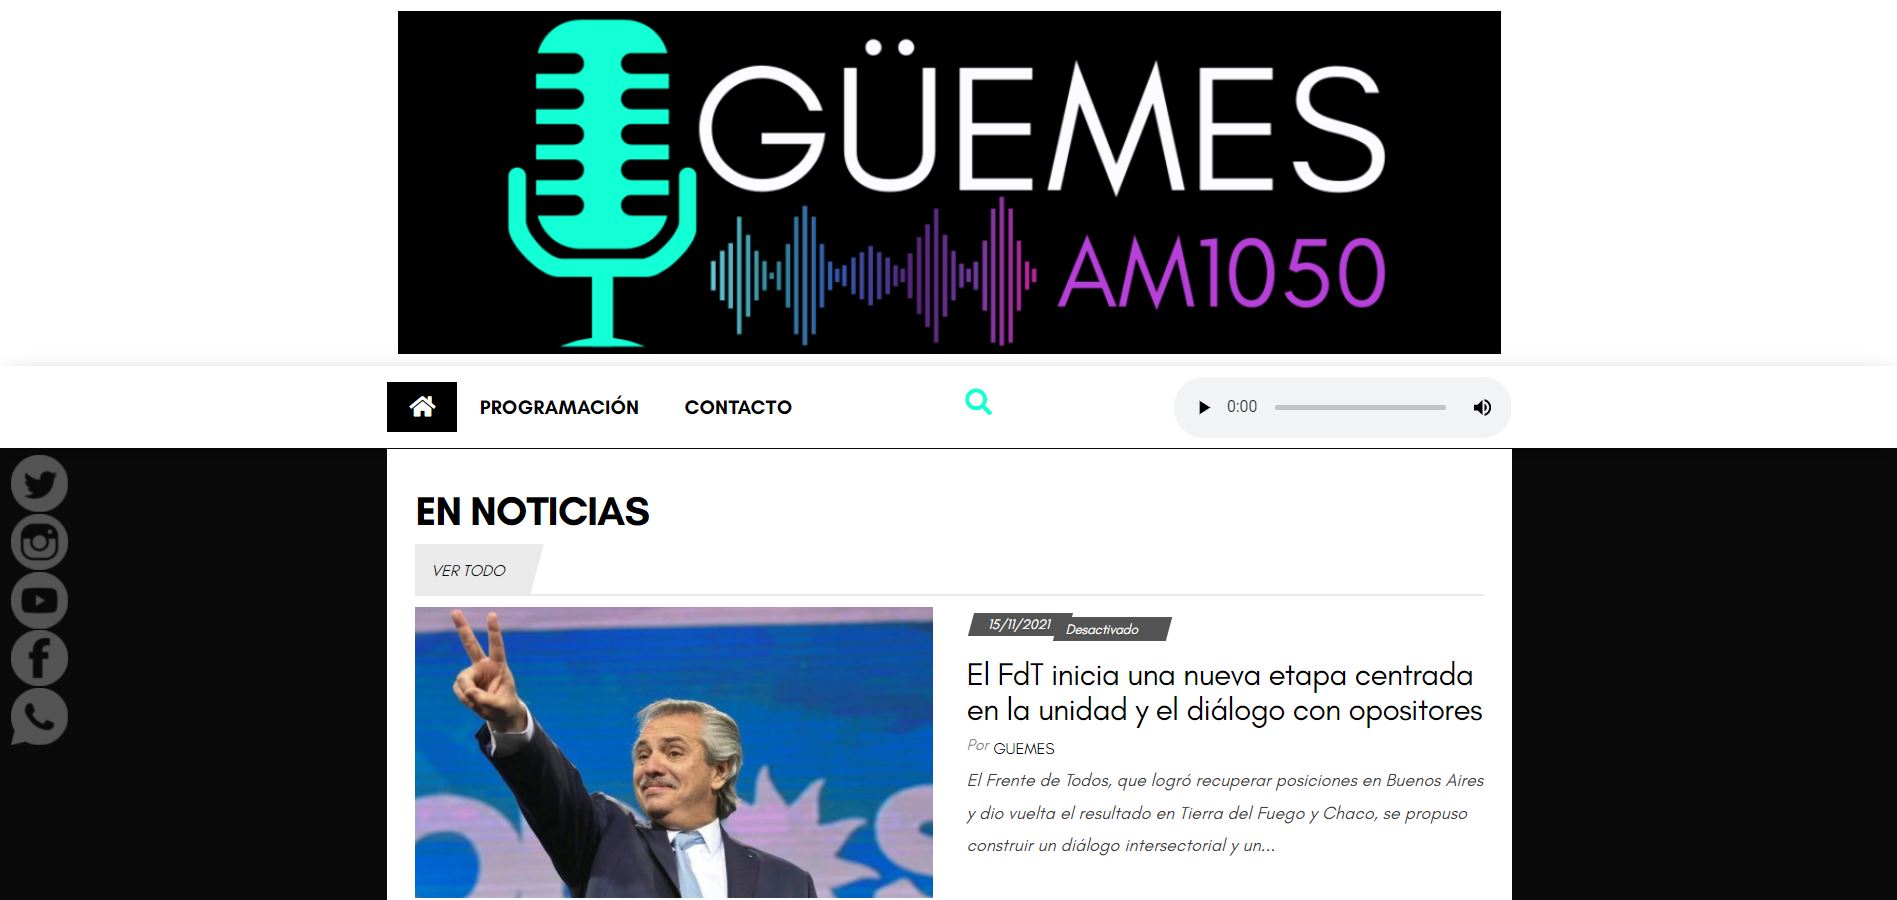 GÜEMES
AM1050
PROGRAMACIÓN
CONTACTO
0:00
EN NOTICIAS
VER TODO
15/11/2021
Desactivado
El FdT inicia una nueva etapa centrada
en la unidad y el diálogo con opositores
Por GUEMES
El Frente de Todos, que logró recuperar posiciones en Buenos Aires
y dio vuelta el resultado en Tierra del Fuego y Chaco, se propuso
construir un diálogo intersectorial y un...